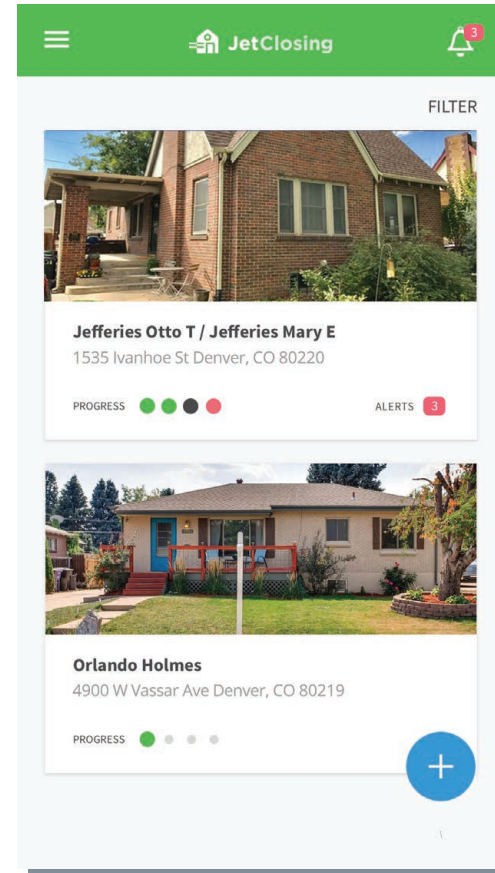 JetClosing
3
FILTER
Jefferies Otto T / Jefferies Mary E
1535 Ivanhoe St Denver, CO 80220
PROGRESS
ALERTS 3
Orlando Holmes
4900 W Vassar Ave Denver, CO 80219
PROGRESS
+
\